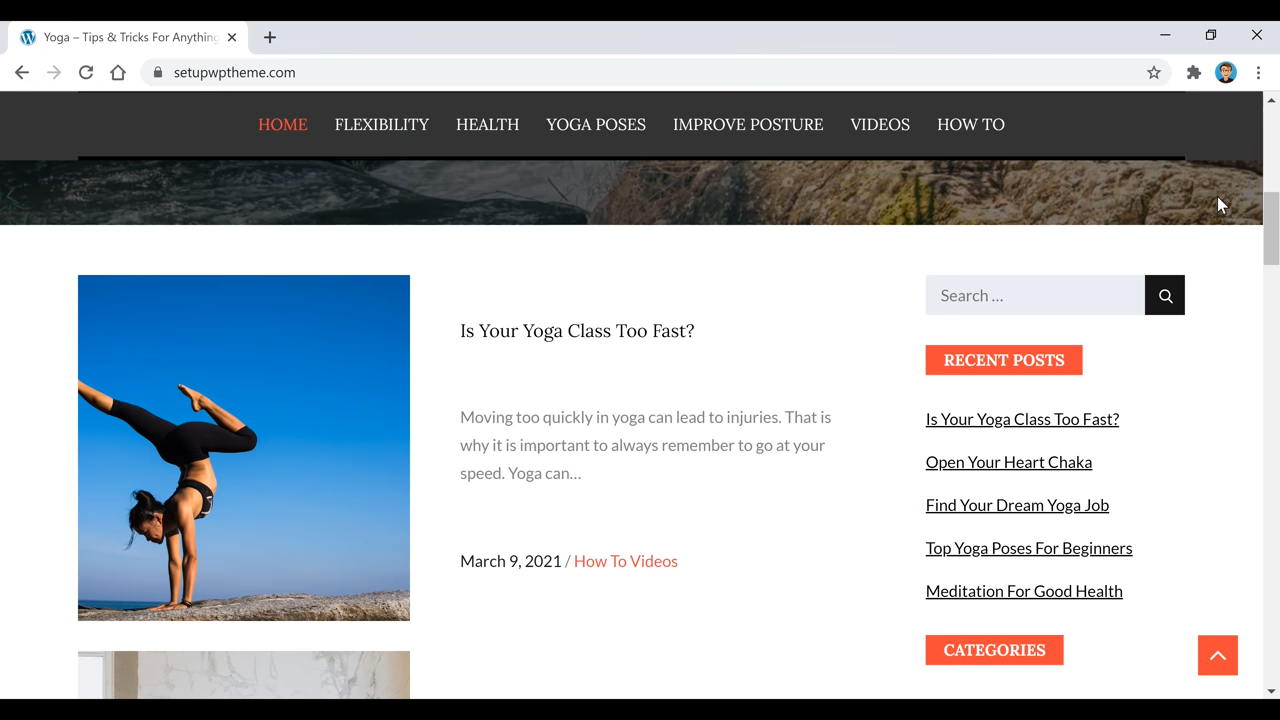 Yoga – Tips & Tricks For Anything
setupwptheme.com
HOME FLEXIBILITY HEALTH YOGA POSES IMPROVE POSTURE VIDEOS HOW TO
Is Your Yoga Class Too Fast?
Moving too quickly in yoga can lead to injuries. That is
why it is important to always remember to go at your
speed. Yoga can...
March 9, 2021 / How To Videos
Search ...
RECENT POSTS
Is Your Yoga Class Too Fast?
Open Your Heart Chaka
Find Your Dream Yoga Job
Top Yoga Poses For Beginners
Meditation For Good Health
CATEGORIES